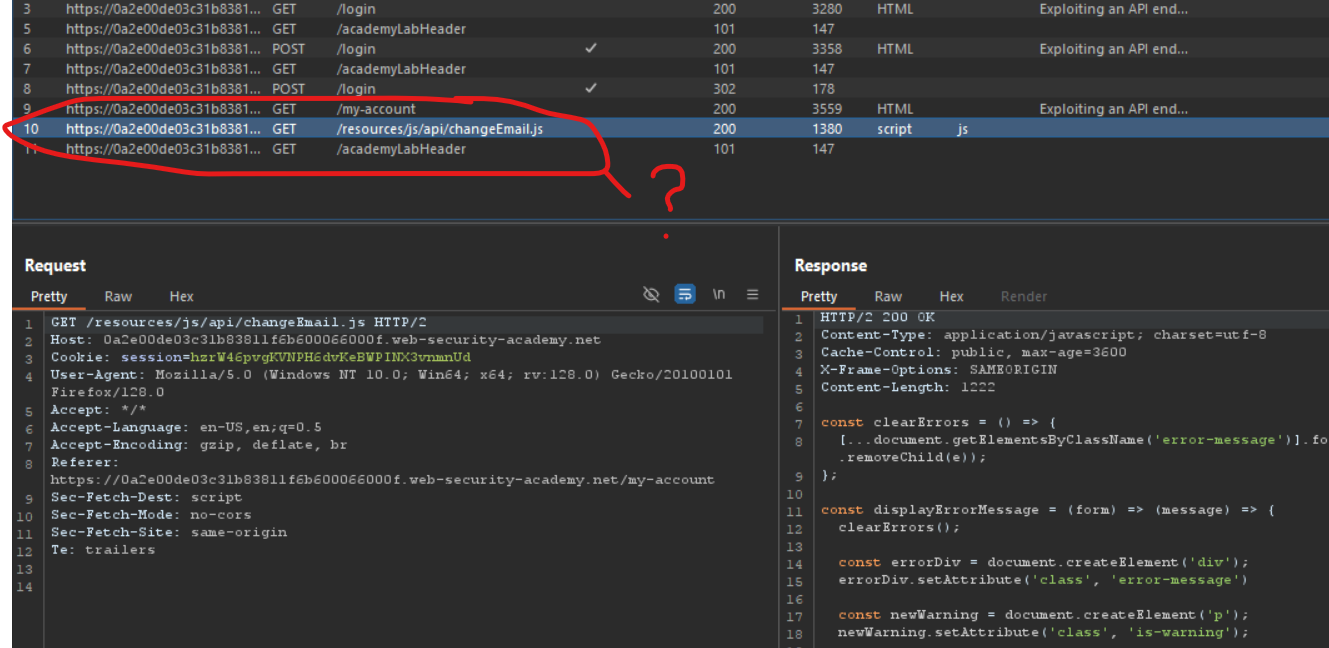 3 https://0a2e00de03c31b8381... GET /login 200 3280 HTML Exploiting an API end...
5 https://0a2e00de03c31b8381... GET /academyLabHeader 101 147
6 https://0a2e00de03c31b8381... POST /login ✓ 200 3358 HTML Exploiting an API end...
7 https://0a2e00de03c31b8381... GET /academyLabHeader 101 147
8 https://0a2e00de03c31b8381... POST /login ✓ 302 178
9 https://0a2e00de03c31b8381... GET /my-account 200 3559 HTML Exploiting an API end...
10 https://0a2e00de03c31b8381... GET /resources/js/api/changeEmail.js 200 1380 script js
11 https://0a2e00de03c31b8381... GET /academyLabHeader 101 147
?
Request
Pretty Raw Hex \n
1 GET /resources/js/api/changeEmail.js HTTP/2
2 Host: 0a2e00de03c31b83811f6b600066000f.web-security-academy.net
3 Cookie: session=hzrW46pvgKVNPH6dvKeBWPINX3vnmnUd
4 User-Agent: Mozilla/5.0 (Windows NT 10.0; Win64; x64; rv:128.0) Gecko/20100101
Firefox/128.0
5 Accept: */*
6 Accept-Language: en-US,en;q=0.5
7 Accept-Encoding: gzip, deflate, br
8 Referer:
https://0a2e00de03c31b83811f6b600066000f.web-security-academy.net/my-account
9 Sec-Fetch-Dest: script
10 Sec-Fetch-Mode: no-cors
11 Sec-Fetch-Site: same-origin
12 Te: trailers
13
14
Response
Pretty Raw Hex Render
1 HTTP/2 200 OK
2 Content-Type: application/javascript; charset=utf-8
3 Cache-Control: public, max-age=3600
4 X-Frame-Options: SAMEORIGIN
5 Content-Length: 1222
6
7 const clearErrors = () => {
8 [...document.getElementsByClassName('error-message')].fo
.removeChild(e));
9 };
10
11 const displayErrorMessage = (form) => (message) => {
12 clearErrors();
13
14 const errorDiv = document.createElement('div');
15 errorDiv.setAttribute('class', 'error-message')
16
17 const newWarning = document.createElement('p');
18 newWarning.setAttribute('class', 'is-warning');